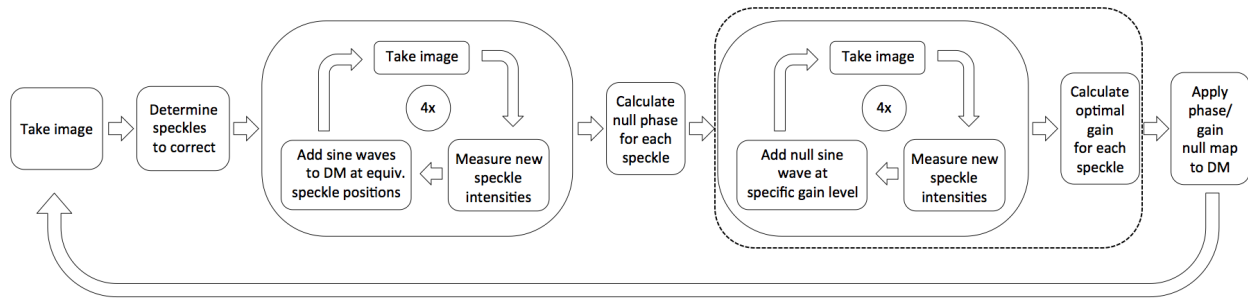 Take image
Determine
speckles
to correct
Take image
4x
Add sine waves
to DM at equiv.
speckle positions
Measure new
speckle
intensities
Calculate
null phase
for each
speckle
Take image
4x
Add null sine
wave at
specific gain level
Measure new
speckle
intensities
Calculate
optimal
gain
for each
speckle
Apply
phase/
gain
null map
to DM